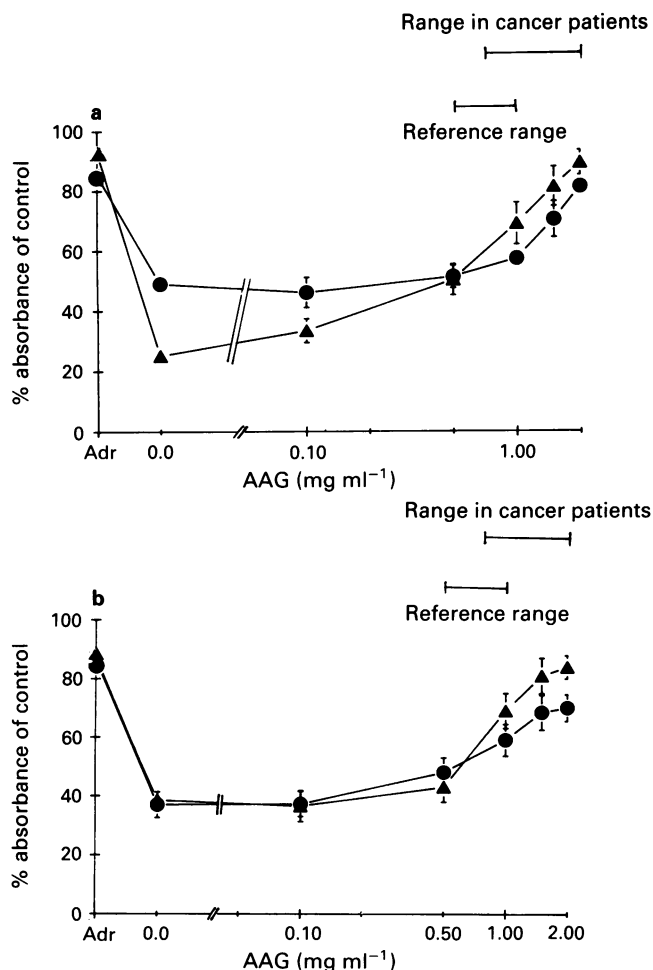 Range in cancer patients
a
Reference range
100
80
60
40
20
0
% absorbance of control
Adr 0.0 0.10 1.00
AAG (mg ml⁻¹)
Range in cancer patients
b
Reference range
100
80
60
40
20
0
% absorbance of control
Adr 0.0 0.10 0.50 1.00 2.00
AAG (mg ml⁻¹)